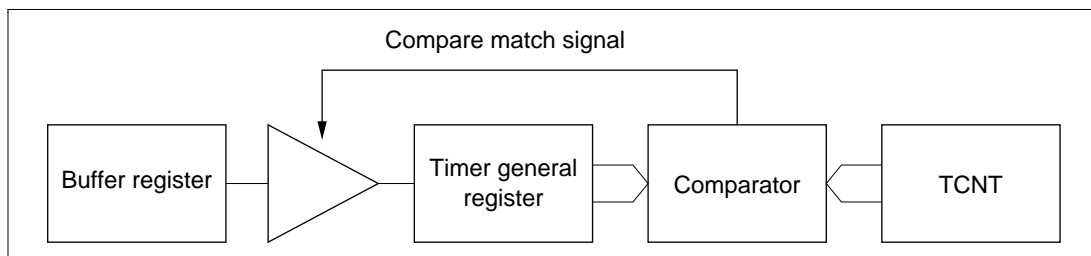 Compare match signal
Buffer register
Timer general
register
Comparator
TCNT